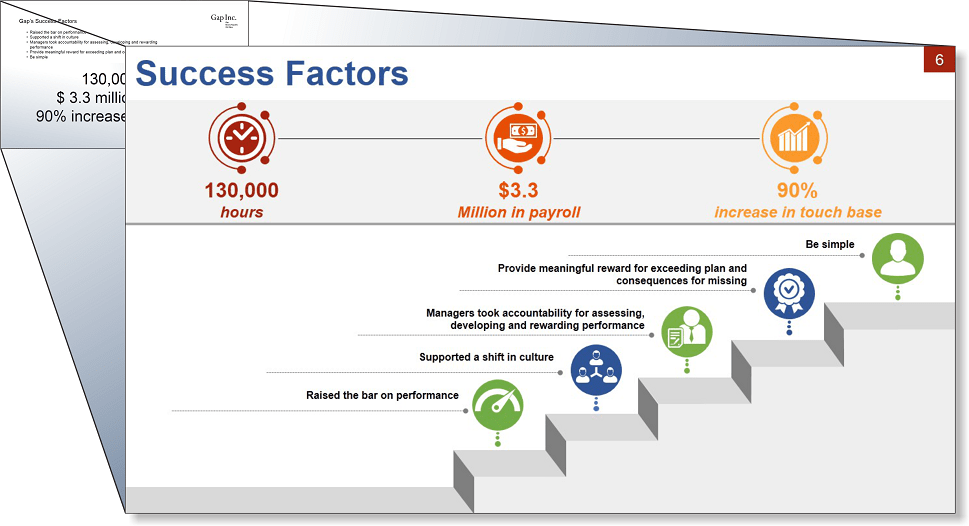 Gap's Success Factors
Gap Inc.
Raised the bar on performance
Supported a shift in culture
Managers took accountability for assessing, developing and rewarding
performance
Provide meaningful reward for exceeding plan and
Be simple
130,00
$ 3.3 millio
90% increase
6
Success Factors
130,000
hours
$3.3
Million in payroll
90%
increase in touch base
Be simple
Provide meaningful reward for exceeding plan and
consequences for missing
Managers took accountability for assessing,
developing and rewarding performance
Supported a shift in culture
Raised the bar on performance